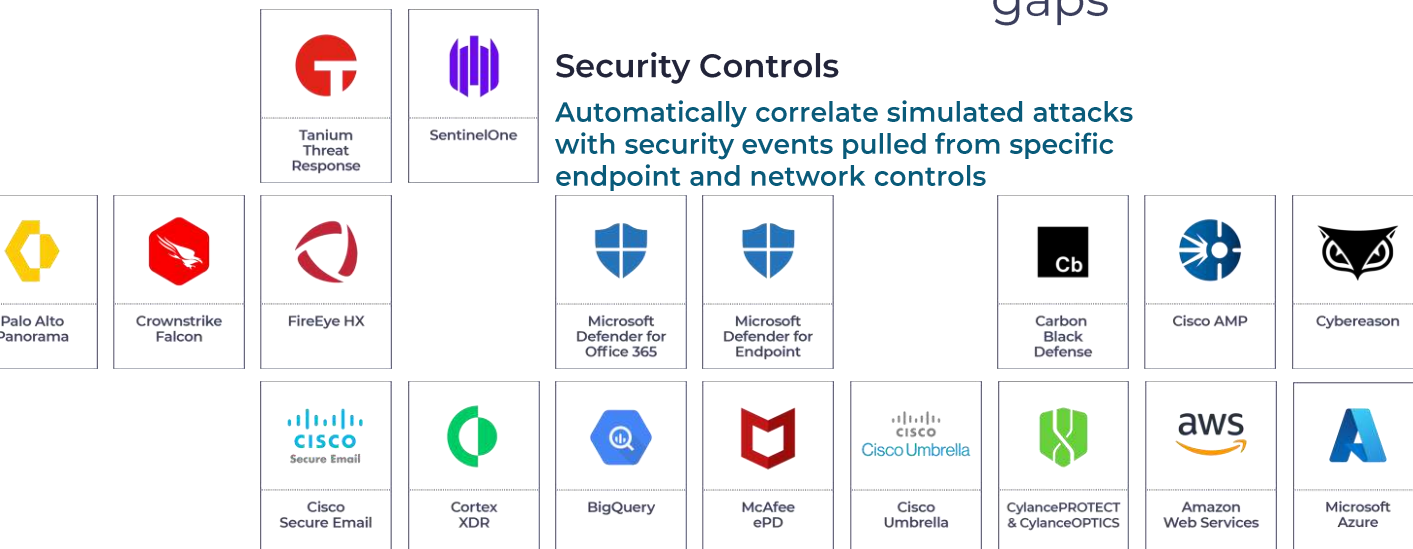 gaps
Tanium
Threat
Response
SentinelOne
Security Controls
Automatically correlate simulated attacks
with security events pulled from specific
endpoint and network controls
Palo Alto
Panorama
Crownstrike
Falcon
FireEye HX
Microsoft
Defender for
Office 365
Microsoft
Defender for
Endpoint
Cb
Carbon
Black
Defense
Cisco AMP
Cybereason
CISCO
Secure Email
Cisco
Secure Email
Cortex
XDR
BigQuery
McAfee
ePD
CISCO
Cisco Umbrella
Cisco
Umbrella
CylancePROTECT
& CylanceOPTICS
aws
Amazon
Web Services
Microsoft
Azure